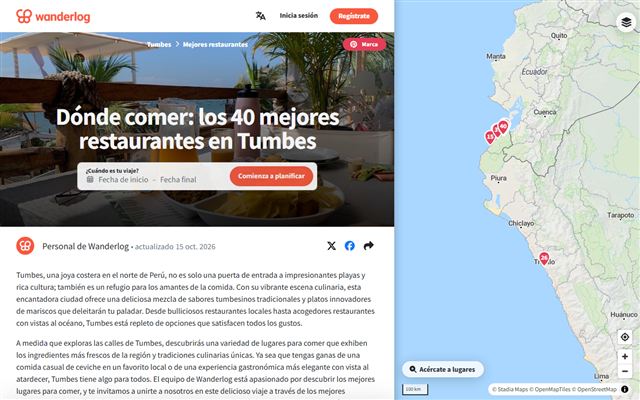 wanderlog
Inicia sesión
Regístrate
Tumbes > Mejores restaurantes
Marca
Dónde comer: los 40 mejores
restaurantes en Tumbes
¿Cuándo es tu viaje?
Fecha de inicio - Fecha final
Comienza a planificar
Personal de Wanderlog • actualizado 15 oct. 2026
Tumbes, una joya costera en el norte de Perú, no es solo una puerta de entrada a impresionantes playas y
rica cultura; también es un refugio para los amantes de la comida. Con su vibrante escena culinaria, esta
encantadora ciudad ofrece una deliciosa mezcla de sabores tumbesinos tradicionales y platos innovadores
de mariscos que deleitarán tu paladar. Desde bulliciosos restaurantes locales hasta acogedores restaurantes
con vistas al océano, Tumbes está repleto de opciones que satisfacen todos los gustos.
A medida que exploras las calles de Tumbes, descubrirás una variedad de lugares para comer que exhiben
los ingredientes más frescos de la región y tradiciones culinarias únicas. Ya sea que tengas ganas de una
comida casual de ceviche en un favorito local o de una experiencia gastronómica más elegante con vista al
atardecer, Tumbes tiene algo para todos. El equipo de Wanderlog está apasionado por descubrir los mejores
lugares para comer, y te invitamos a unirte a nosotros en este delicioso viaje a través de los mejores
Quito
Manta
Ecuador
Cuenca
15
40
Piura
Chiclayo
Tarapoto
26
Huánuco
Lima
Acércate a lugares
100 km
© Stadia Maps © OpenMapTiles © OpenStreetMap